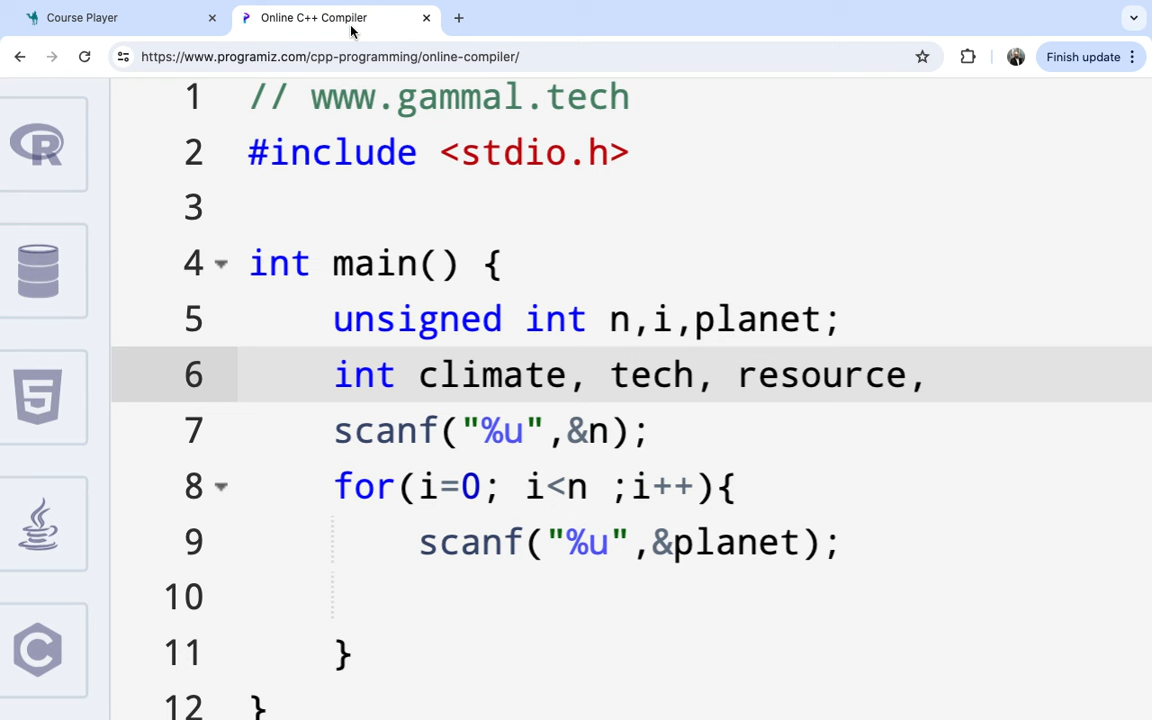 Course Player
Online C++ Compiler
https://www.programiz.com/cpp-programming/online-compiler/
Finish update
1 // www.gammal.tech
2 #include <stdio.h>
3
4 int main() {
5 unsigned int n,i,planet;
6 int climate, tech, resource,
7 scanf("%u",&n);
8 for(i=0; i<n ;i++){
9 scanf("%u",&planet);
10
11 }
12 }